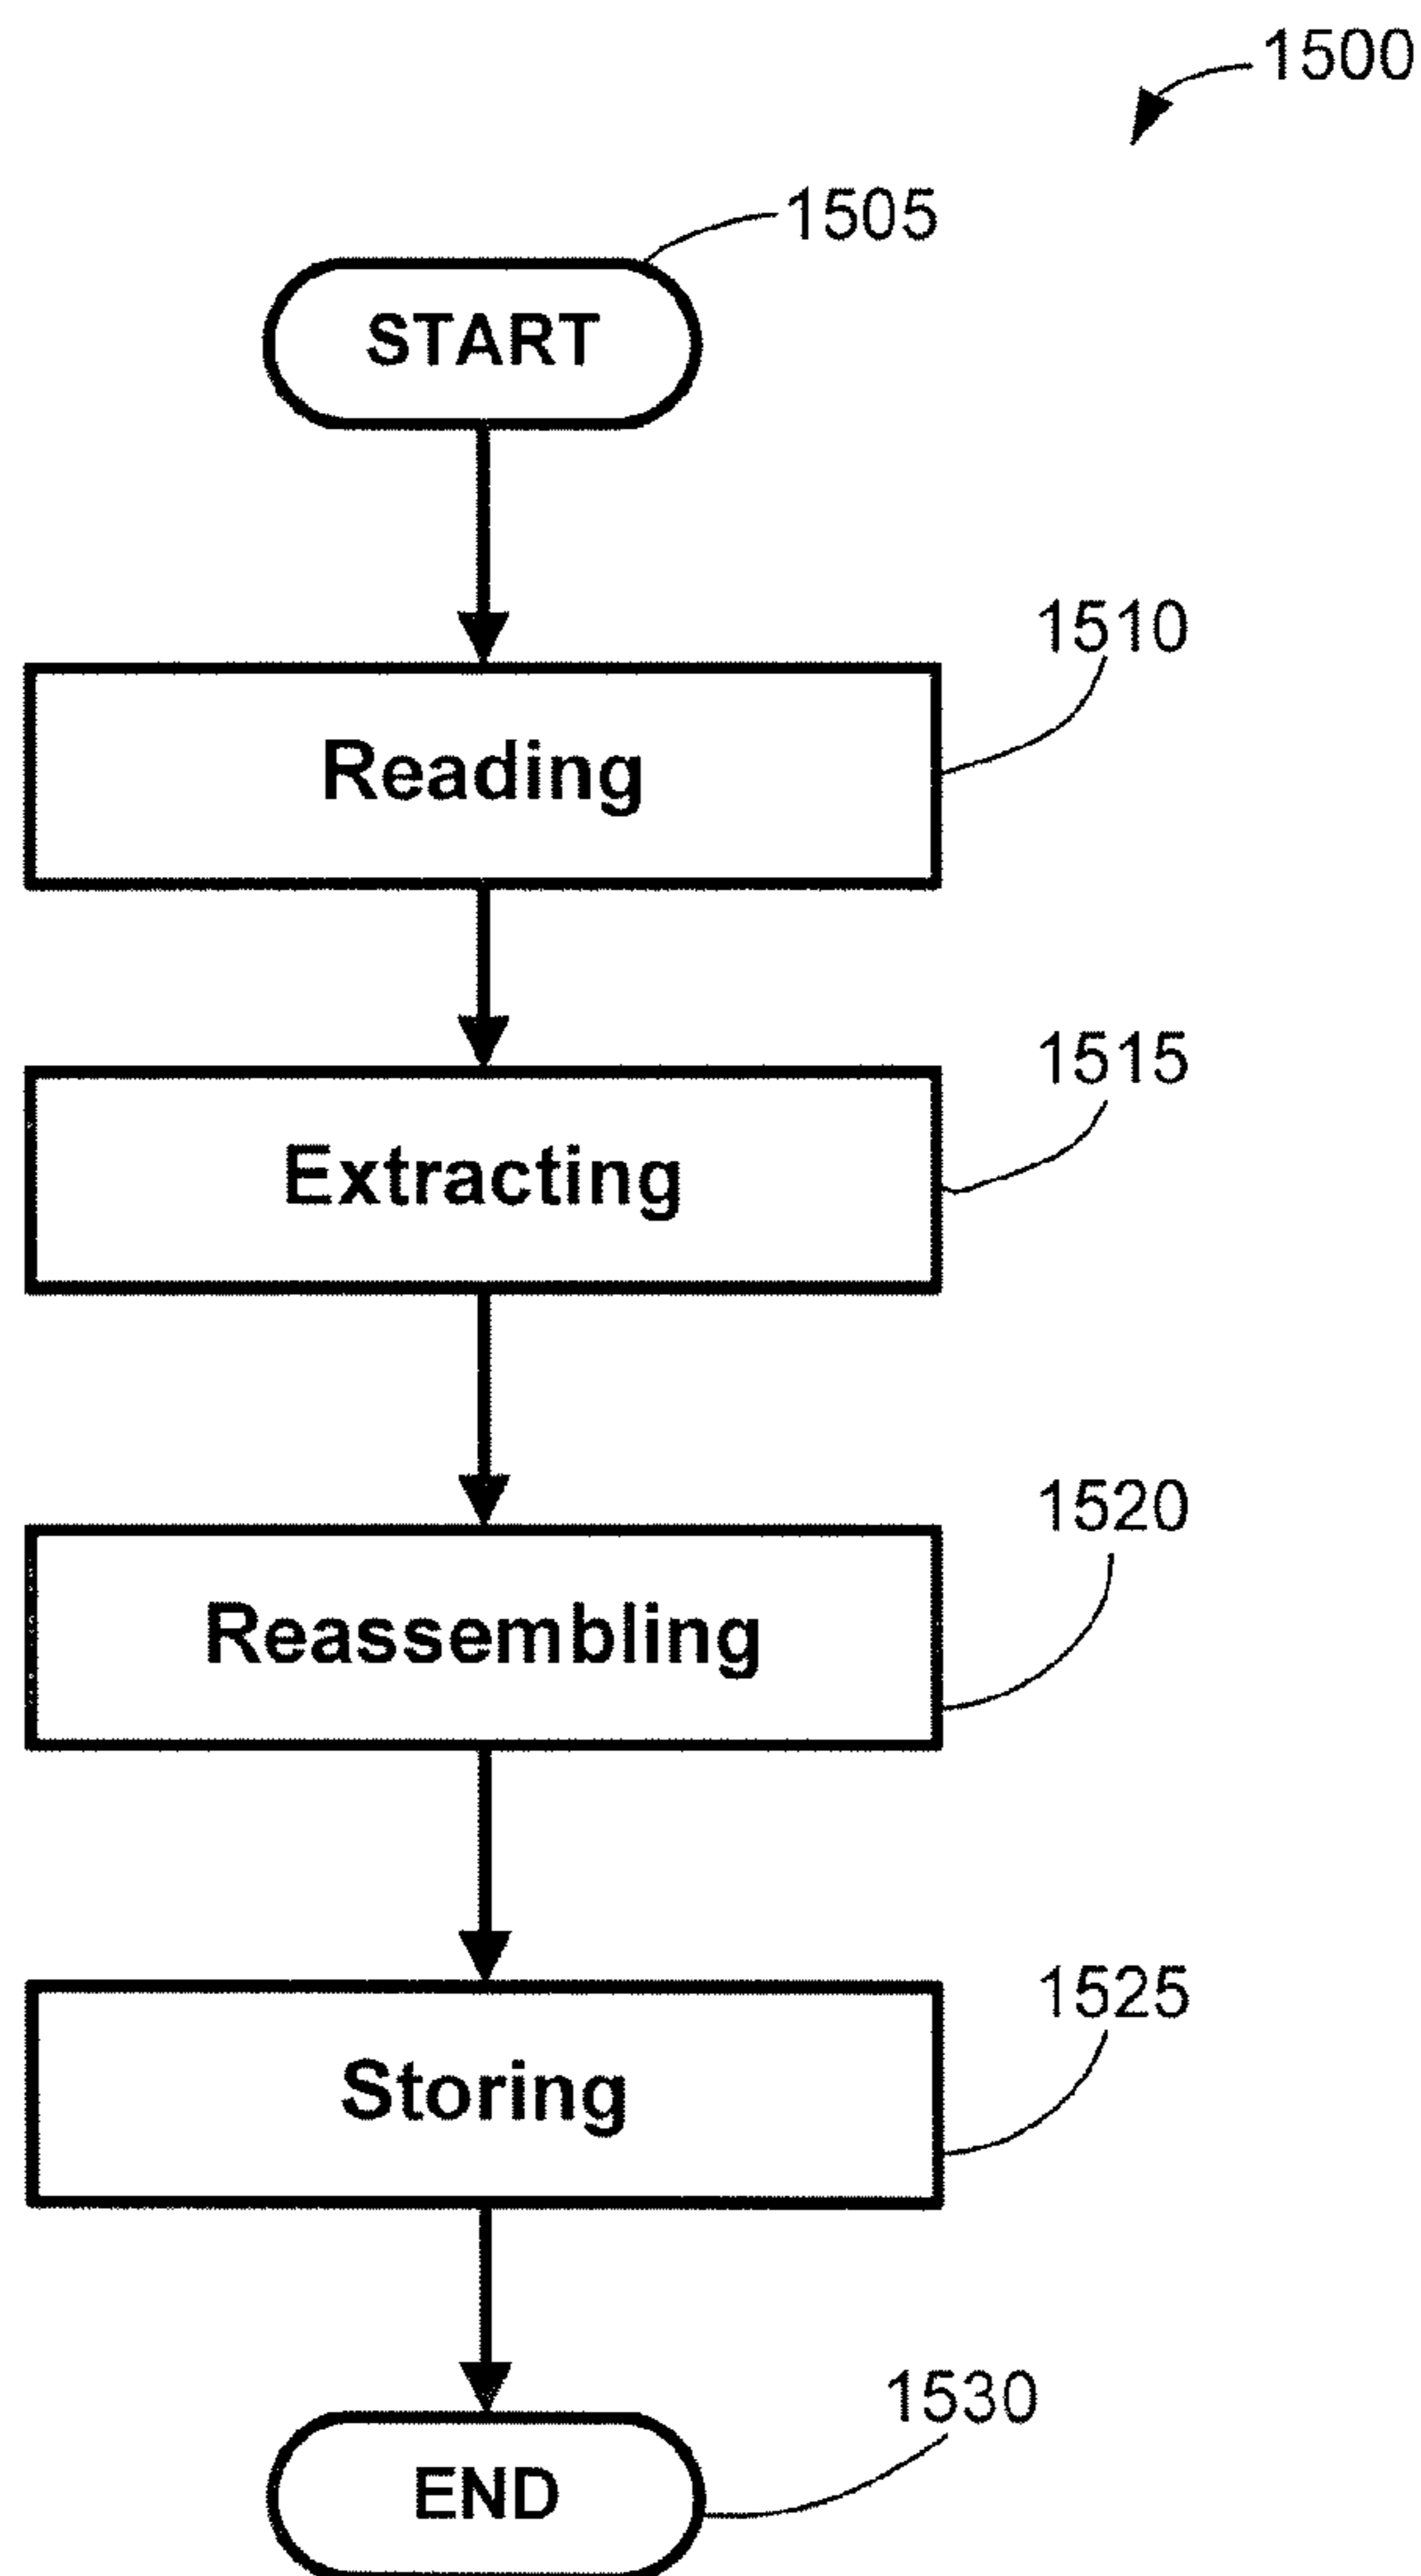 1500
1505
START
1510
Reading
1515
Extracting
1520
Reassembling
1525
Storing
1530
END